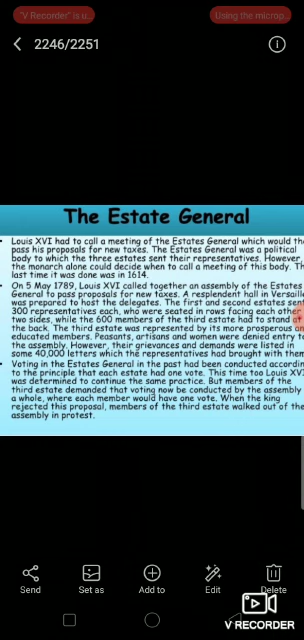 "V Recorder" is u...
Using the microp...
2246/2251
The Estate General
• Louis XVI had to call a meeting of the Estates General which would the
pass his proposals for new taxes. The Estates General was a political
body to which the three estates sent their representatives. However,
the monarch alone could decide when to call a meeting of this body. Th
last time it was done was in 1614.
• On 5 May 1789, Louis XVI called together an assembly of the Estates
General to pass proposals for new taxes. A resplendent hall in Versaille
was prepared to host the delegates. The first and second estates sent
300 representatives each, who were seated in rows facing each other
two sides, while the 600 members of the third estate had to stand at
the back. The third estate was represented by its more prosperous an
educated members. Peasants, artisans and women were denied entry to
the assembly. However, their grievances and demands were listed in
some 40,000 letters which the representatives had brought with them
• Voting in the Estates General in the past had been conducted accordin
to the principle that each estate had one vote. This time too Louis XVI
was determined to continue the same practice. But members of the
third estate demanded that voting now be conducted by the assembly
a whole, where each member would have one vote. When the king
rejected this proposal, members of the third estate walked out of the
assembly in protest.
Send
Set as
Add to
Edit
Delete
V RECORDER